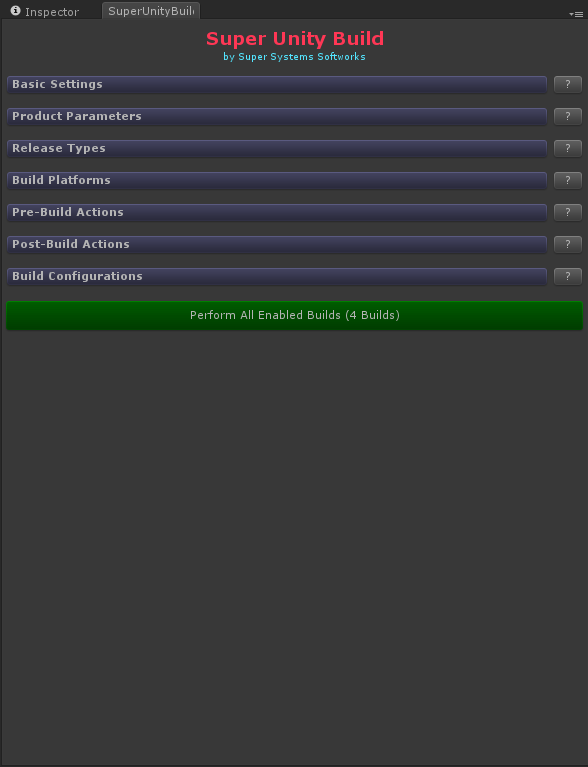 Inspector
SuperUnityBuil
Super Unity Build
by Super Systems Softworks
Basic Settings ?
Product Parameters ?
Release Types ?
Build Platforms ?
Pre-Build Actions ?
Post-Build Actions ?
Build Configurations ?
Perform All Enabled Builds (4 Builds)